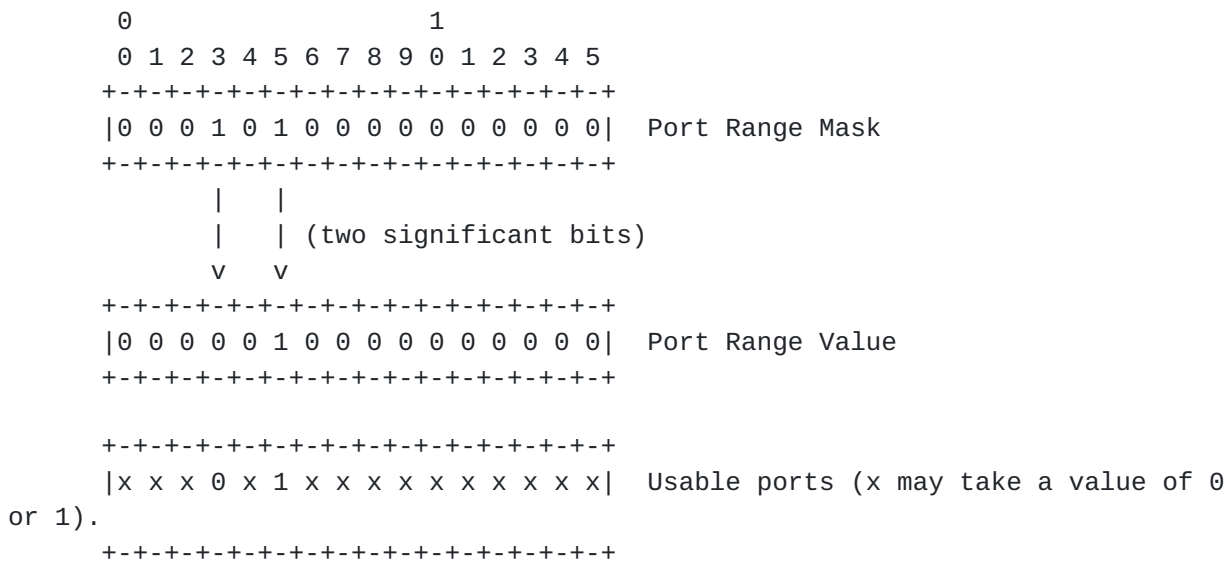 0                   1
       0 1 2 3 4 5 6 7 8 9 0 1 2 3 4 5
      +-+-+-+-+-+-+-+-+-+-+-+-+-+-+-+-+
      |0 0 0 1 0 1 0 0 0 0 0 0 0 0 0 0|  Port Range Mask
      +-+-+-+-+-+-+-+-+-+-+-+-+-+-+-+-+
             |   |
             |   | (two significant bits)
             v   v
      +-+-+-+-+-+-+-+-+-+-+-+-+-+-+-+-+
      |0 0 0 0 0 1 0 0 0 0 0 0 0 0 0 0|  Port Range Value
      +-+-+-+-+-+-+-+-+-+-+-+-+-+-+-+-+

      +-+-+-+-+-+-+-+-+-+-+-+-+-+-+-+-+
      |x x x 0 x 1 x x x x x x x x x x|  Usable ports (x may take a value of 0
or 1).
      +-+-+-+-+-+-+-+-+-+-+-+-+-+-+-+-+